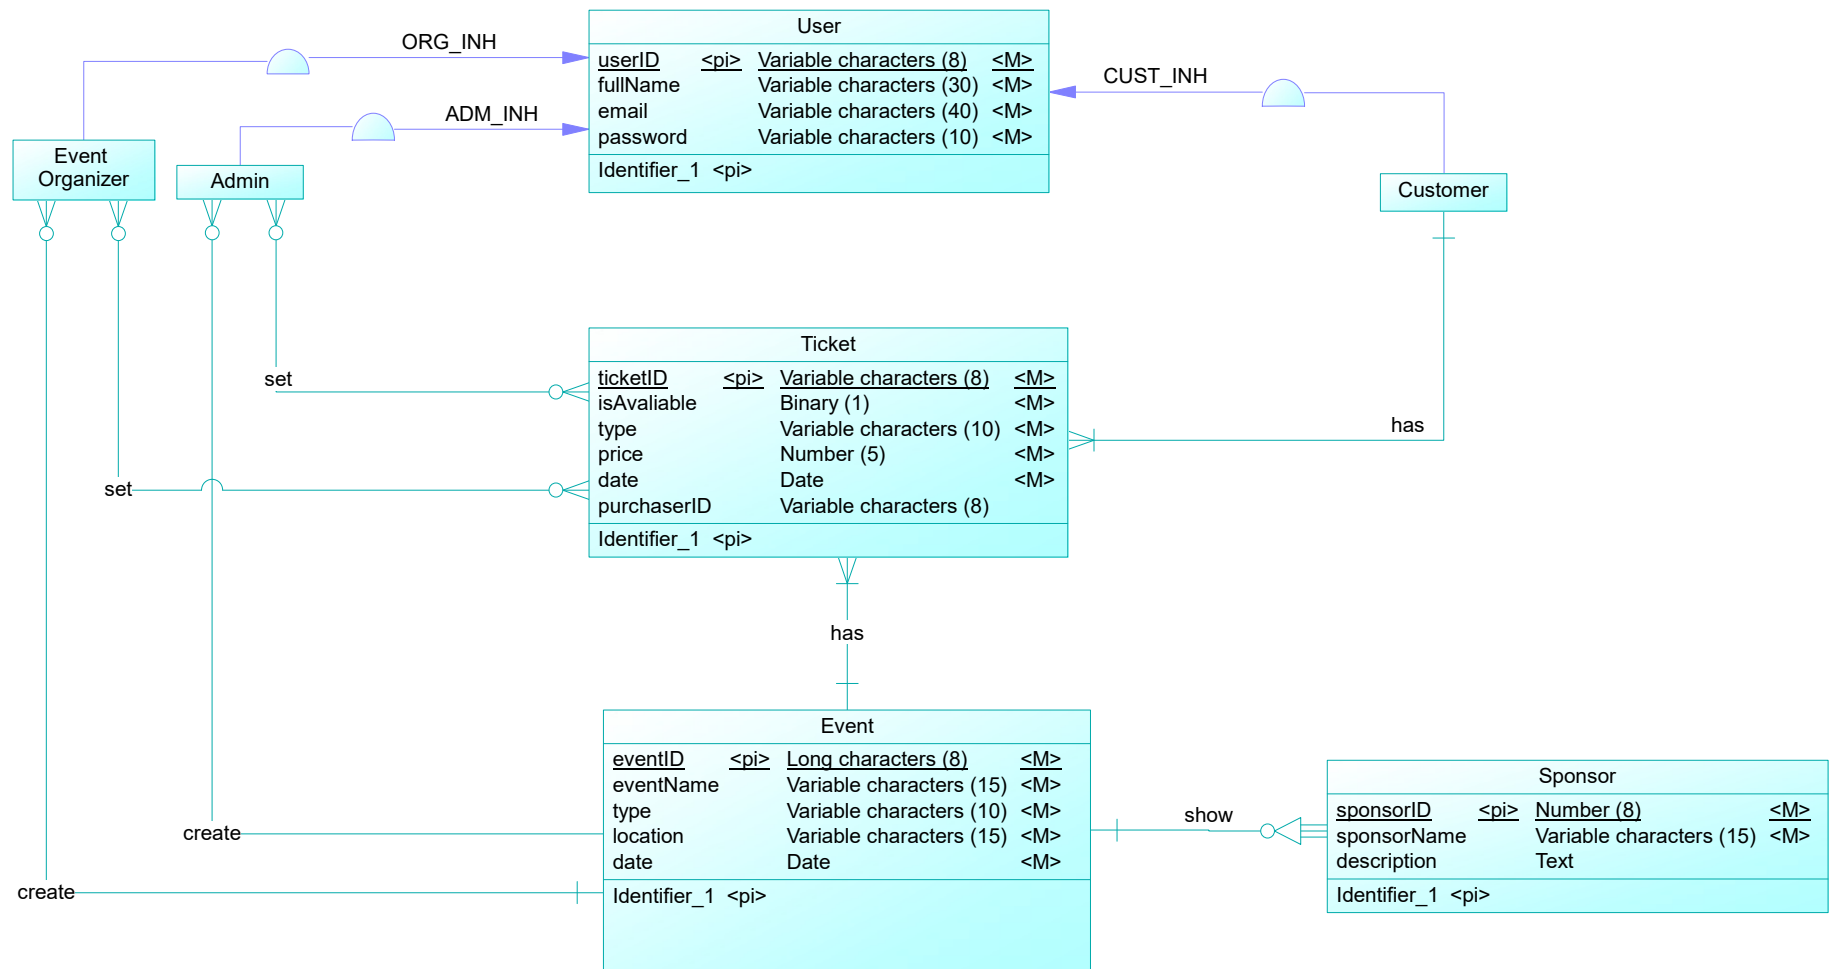 ORG_INH
ADM_INH
CUST_INH
User
userID <pi> Variable characters (8) <M>
fullName Variable characters (30) <M>
email Variable characters (40) <M>
password Variable characters (10) <M>
Identifier_1 <pi>
Event
Organizer
Admin
Customer
set
set
has
Ticket
ticketID <pi> Variable characters (8) <M>
isAvaliable Binary (1) <M>
type Variable characters (10) <M>
price Number (5) <M>
date Date <M>
purchaserID Variable characters (8)
Identifier_1 <pi>
has
Event
eventID <pi> Long characters (8) <M>
eventName Variable characters (15) <M>
type Variable characters (10) <M>
location Variable characters (15) <M>
date Date <M>
Identifier_1 <pi>
create
create
show
Sponsor
sponsorID <pi> Number (8) <M>
sponsorName Variable characters (15) <M>
description Text
Identifier_1 <pi>